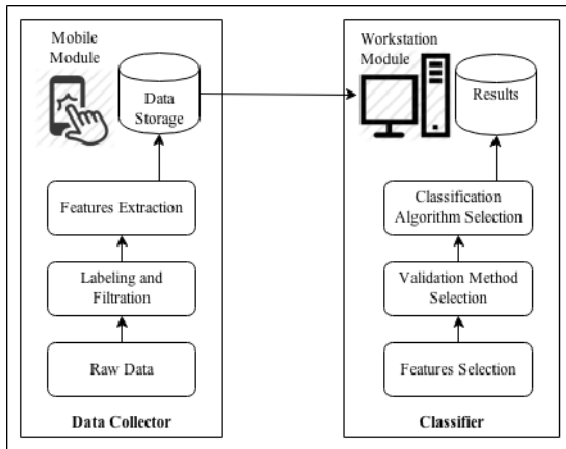 Mobile
Module
Data
Storage
Features Extraction
Labeling and
Filtration
Raw Data
Data Collector
Workstation
Module
Results
Classification
Algorithm Selection
Validation Method
Selection
Features Selection
Classifier